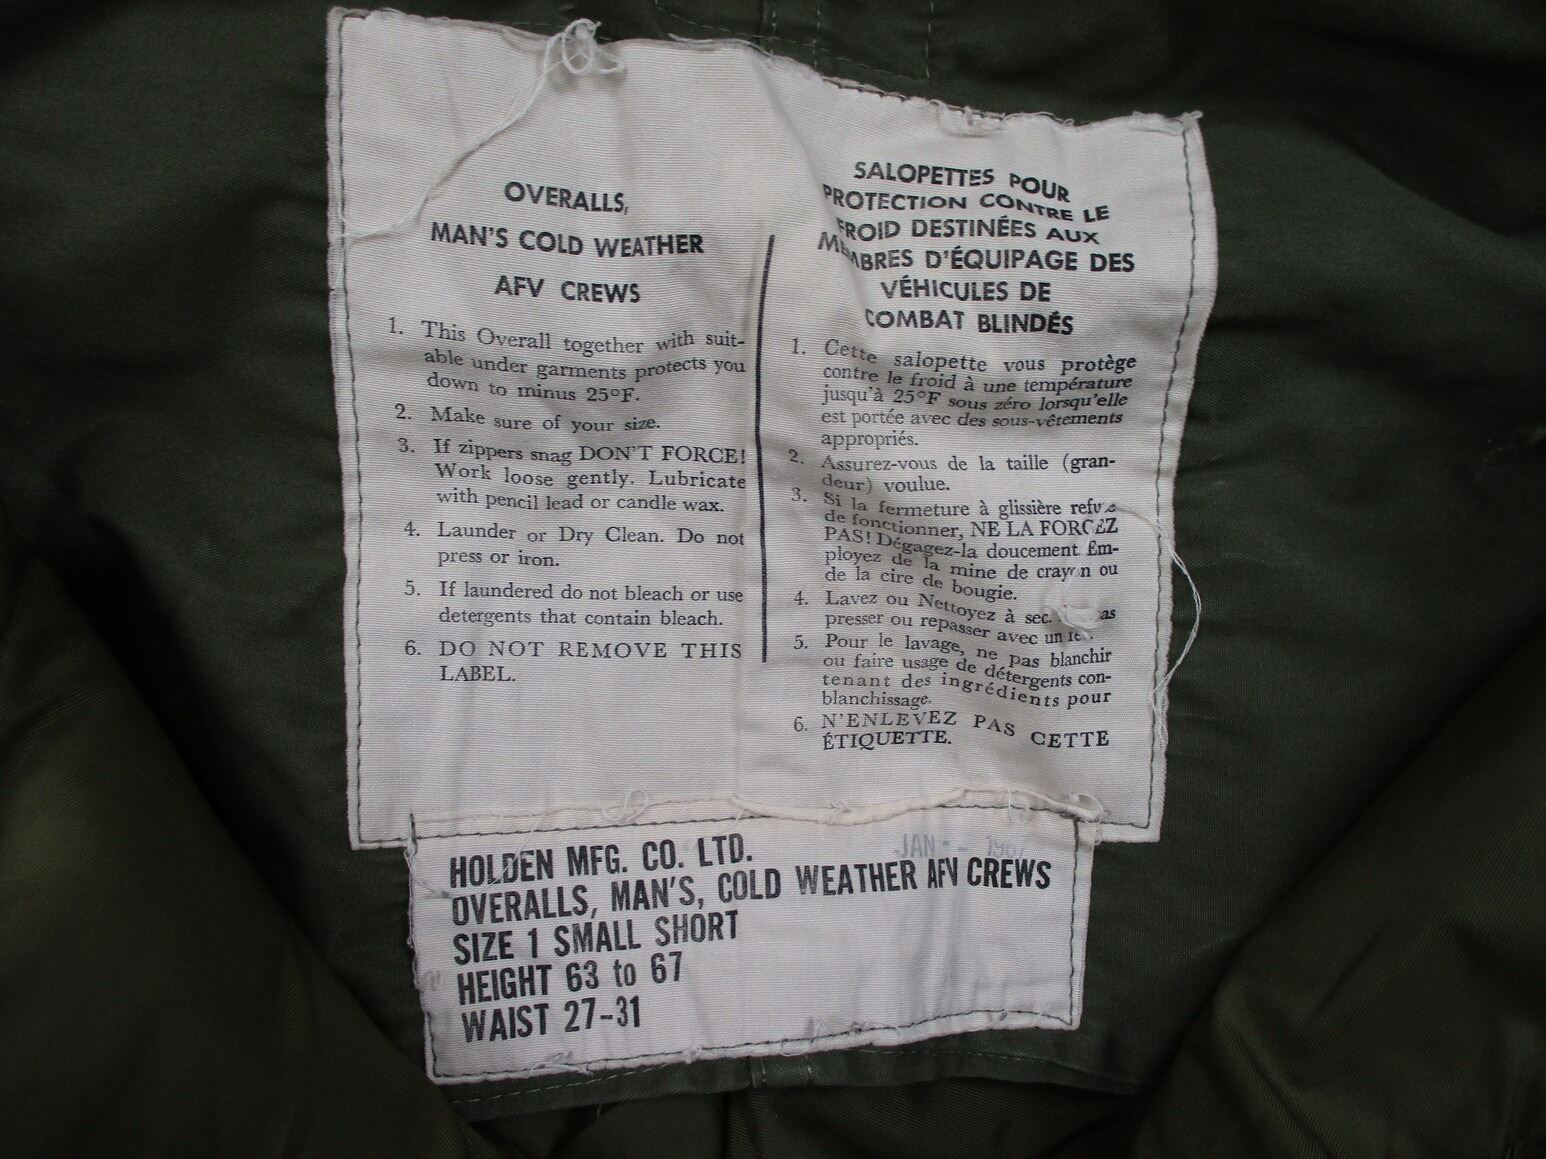 OVERALLS,
MAN'S COLD WEATHER
AFV CREWS
1. This Overall together with suit-
able under garments protects you
down to minus 25°F.
2. Make sure of your size.
3. If zippers snag DON'T FORCE!
Work loose gently. Lubricate
with pencil lead or candle wax.
4. Launder or Dry Clean. Do not
press or iron.
5. If laundered do not bleach or use
detergents that contain bleach.
6. DO NOT REMOVE THIS
LABEL.
SALOPETTES POUR
PROTECTION CONTRE LE
FROID DESTINÉES AUX
MEMBRES D'ÉQUIPAGE DES
VÉHICULES DE
COMBAT BLINDÉS
1. Cette salopette vous protège
contre le froid à une température
jusqu'à 25°F sous zéro lorsqu'elle
est portée avec des sous-vêtements
appropriés.
2. Assurez-vous de la taille (gran-
deur) voulue.
3. Si la fermeture à glissière refuse
de fonctionner, NE LA FORCEZ
PAS! Dégagez-la doucement. Em-
ployez de la mine de crayon ou
de la cire de bougie.
4. Lavez ou Nettoyez à sec.
presser ou repasser avec un
5. Pour le lavage, ne pas blanchir
ou faire usage de détergents con-
tenant des ingrédients pour
blanchissage.
6. N'ENLEVEZ PAS CETTE
ÉTIQUETTE.
JAN -
HOLDEN MFG. CO. LTD.
OVERALLS, MAN'S, COLD WEATHER AFV CREWS
SIZE 1 SMALL SHORT
HEIGHT 63 to 67
WAIST 27-31